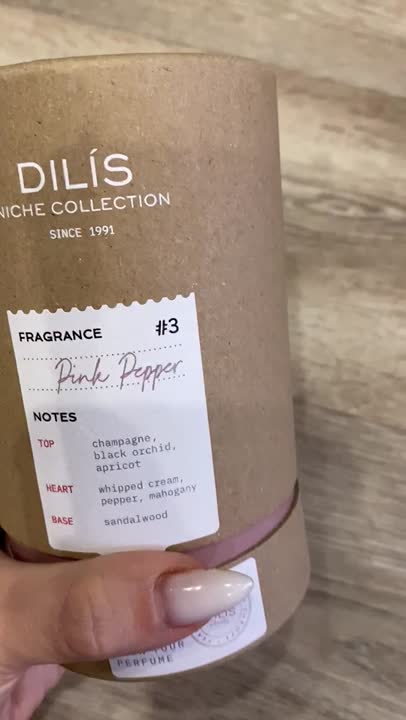 DILÍS
NICHE COLLECTION
SINCE 1991
FRAGRANCE #3
Pink Pepper
NOTES
TOP champagne,
black orchid,
apricot
HEART whipped cream,
pepper, mahogany
BASE sandalwood
YOUR
PERFUME